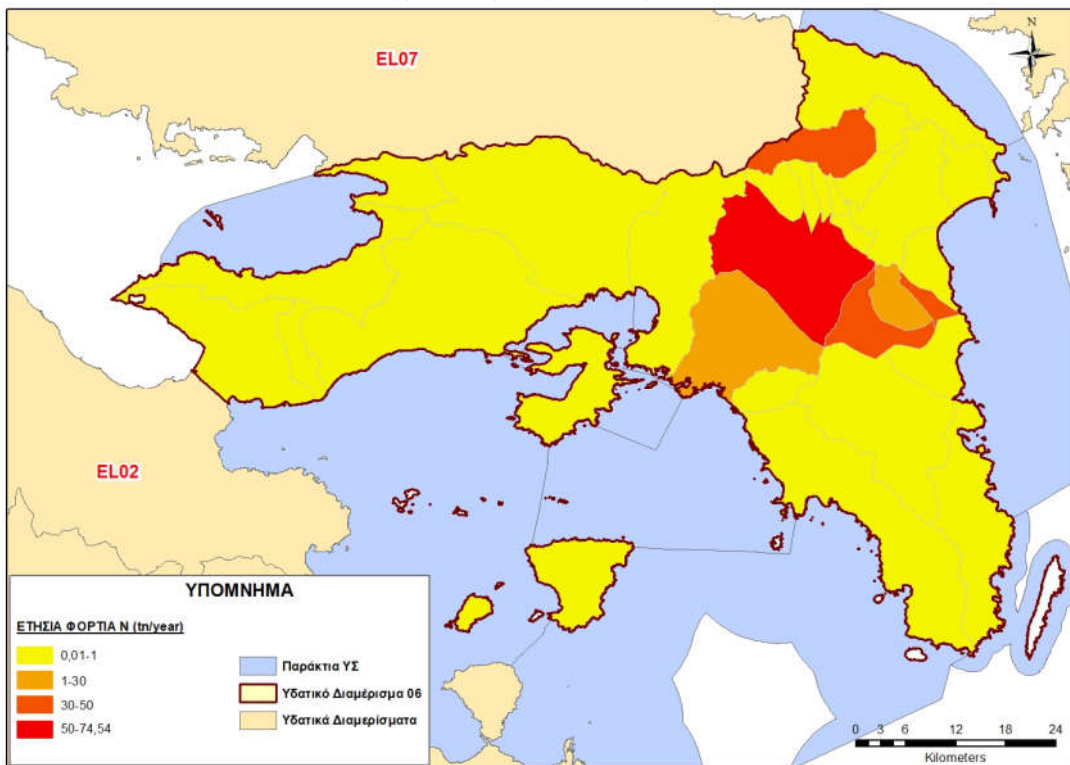 N
EL07
EL02
ΥΠΟΜΝΗΜΑ
ΕΤΗΣΙΑ ΦΟΡΤΙΑ N (tn/year)
0,01-1
1-30
30-50
50-74,54
Παράκτια ΥΣ
Υδατικό Διαμέρισμα 06
Υδατικά Διαμερίσματα
0 3 6 12 18 24
Kilometers